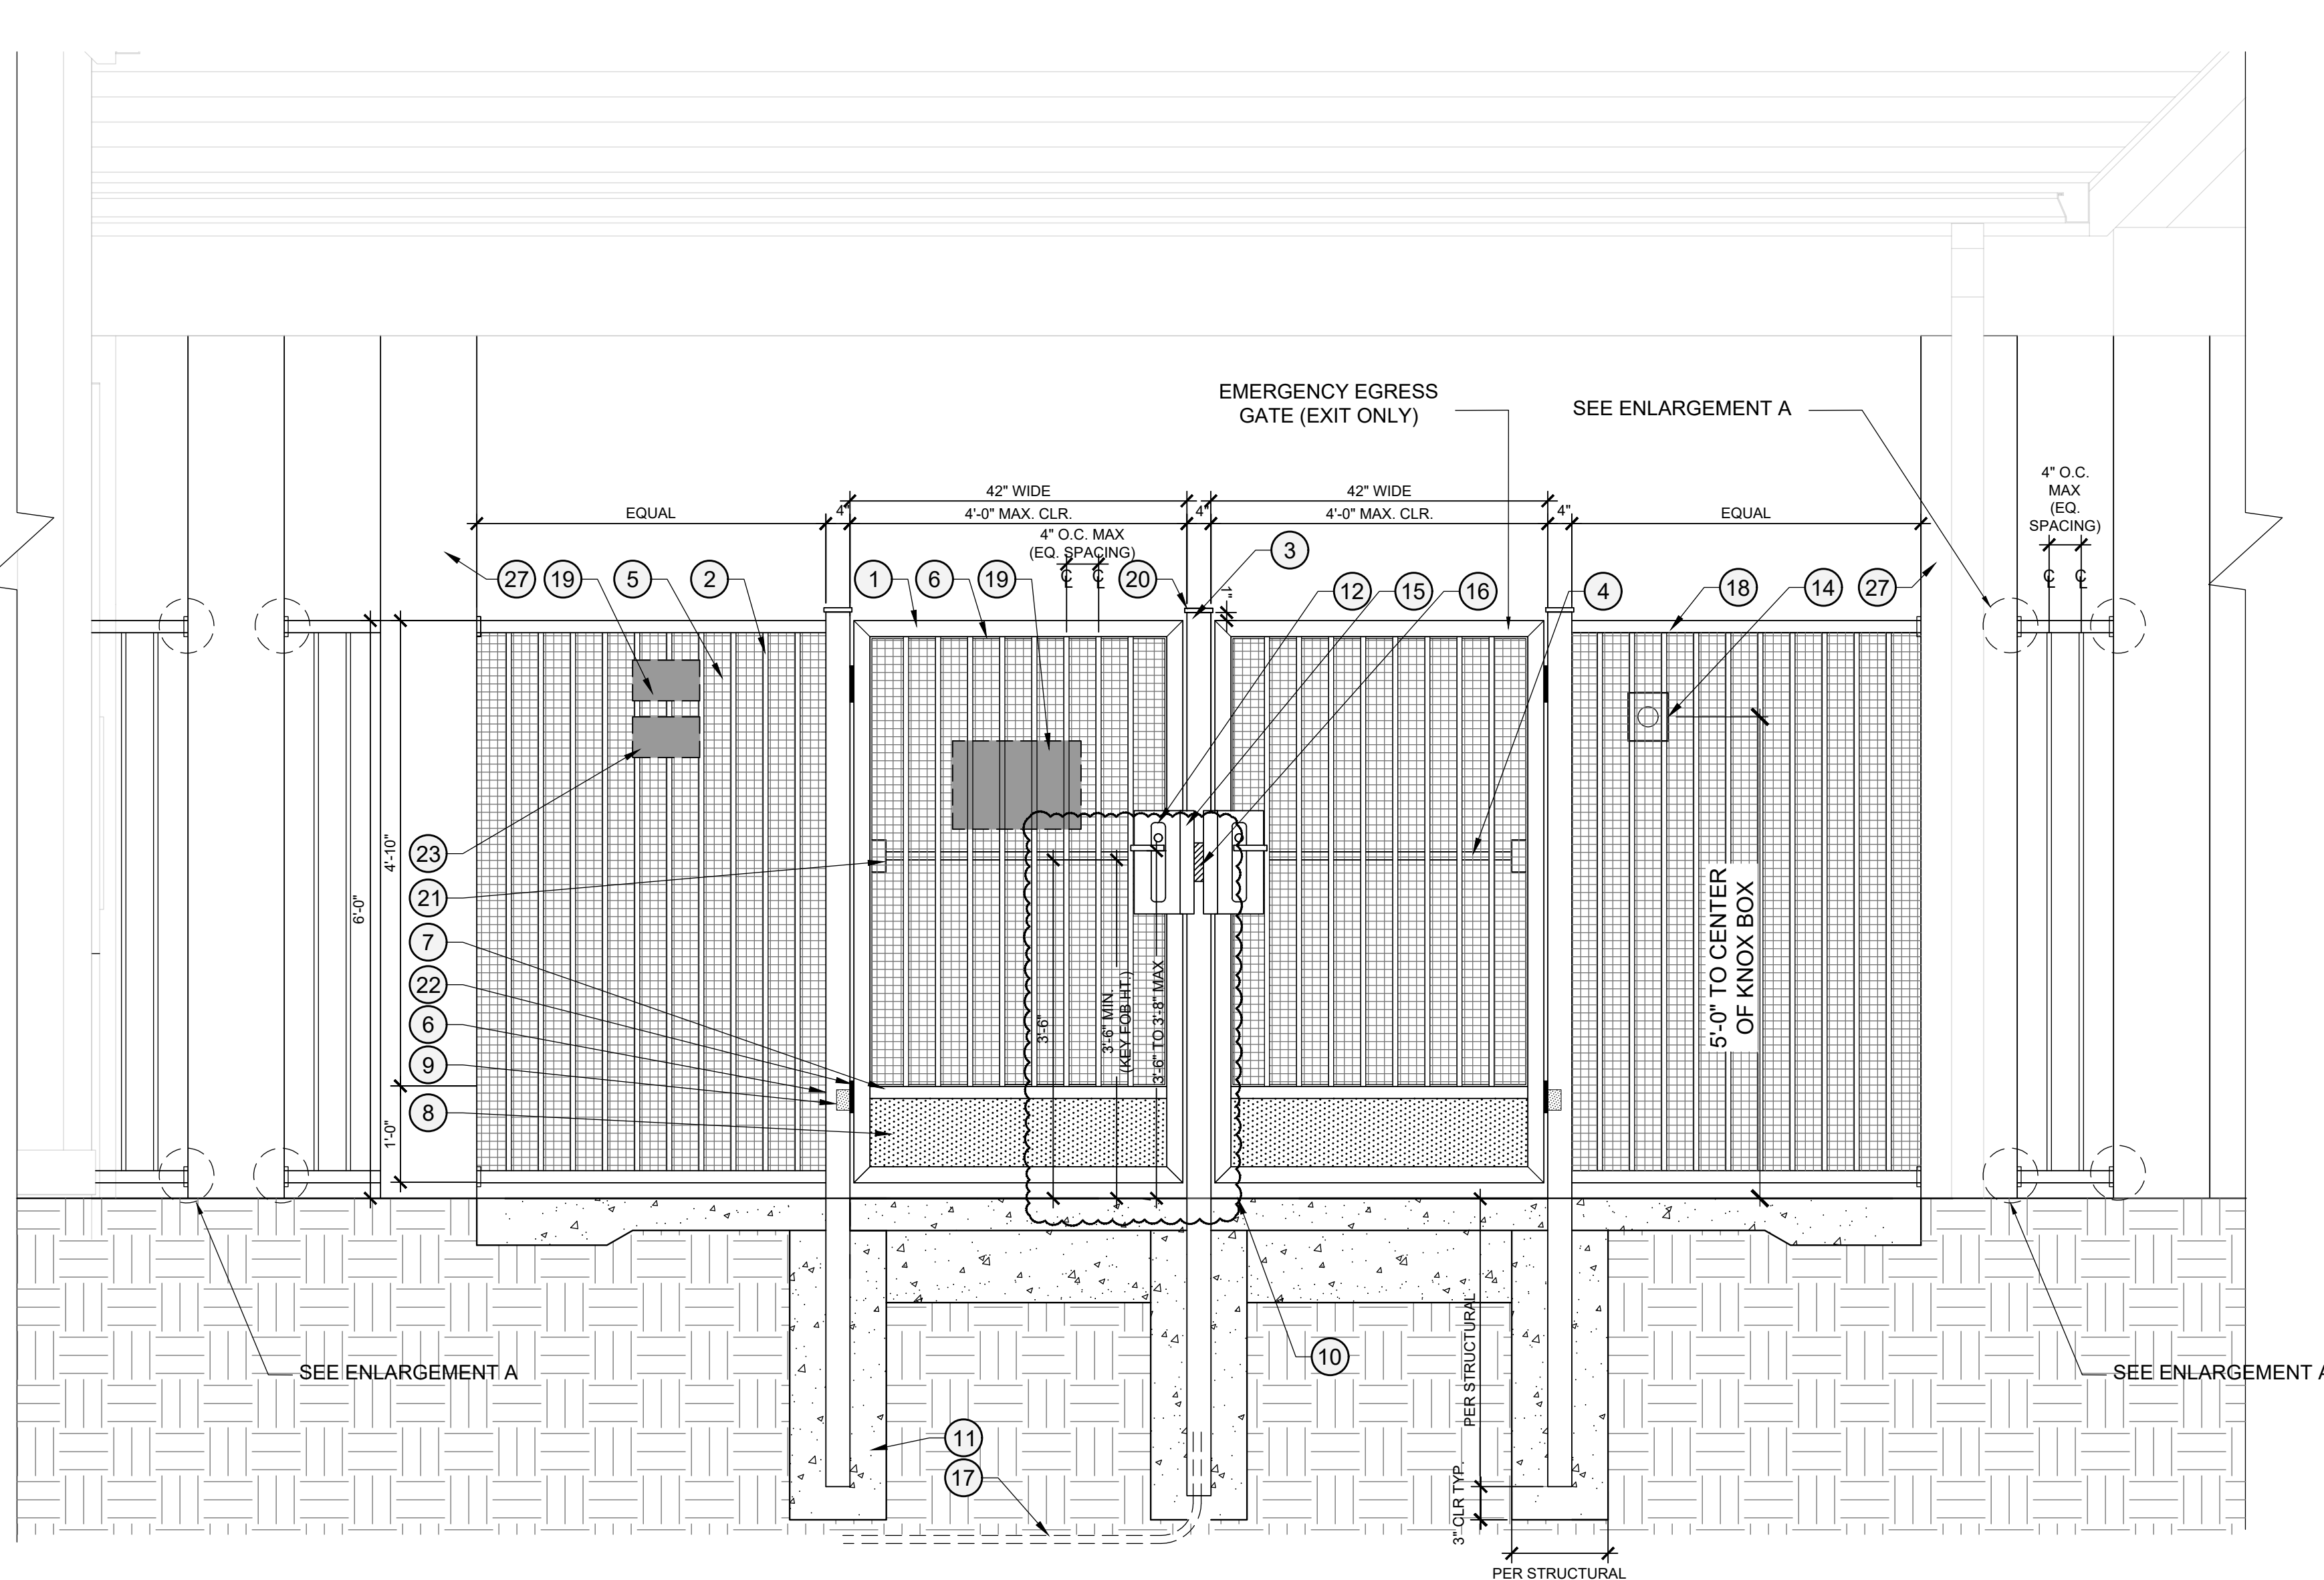 EMERGENCY EGRESS
GATE (EXIT ONLY)
SEE ENLARGEMENT A
4" O.C.
MAX
(EQ.
SPACING)
42" WIDE
42" WIDE
EQUAL
4"
4'-0" MAX. CLR.
4"
4'-0" MAX. CLR.
4"
EQUAL
4" O.C. MAX
(EQ. SPACING)
℄
℄
℄
℄
1"
3
27
19
5
2
1
6
19
20
12
15
16
4
18
14
27
23
21
7
22
6
9
8
4'-10"
6'-0"
1'-0"
3'-6"
3'-6" MIN.
(KEY FOB HT.)
3'-6" TO 3'-8" MAX
5'-0" TO CENTER
OF KNOX BOX
10
SEE ENLARGEMENT A
SEE ENLARGEMENT A
11
17
PER STRUCTURAL
3" CLR TYP.
PER STRUCTURAL